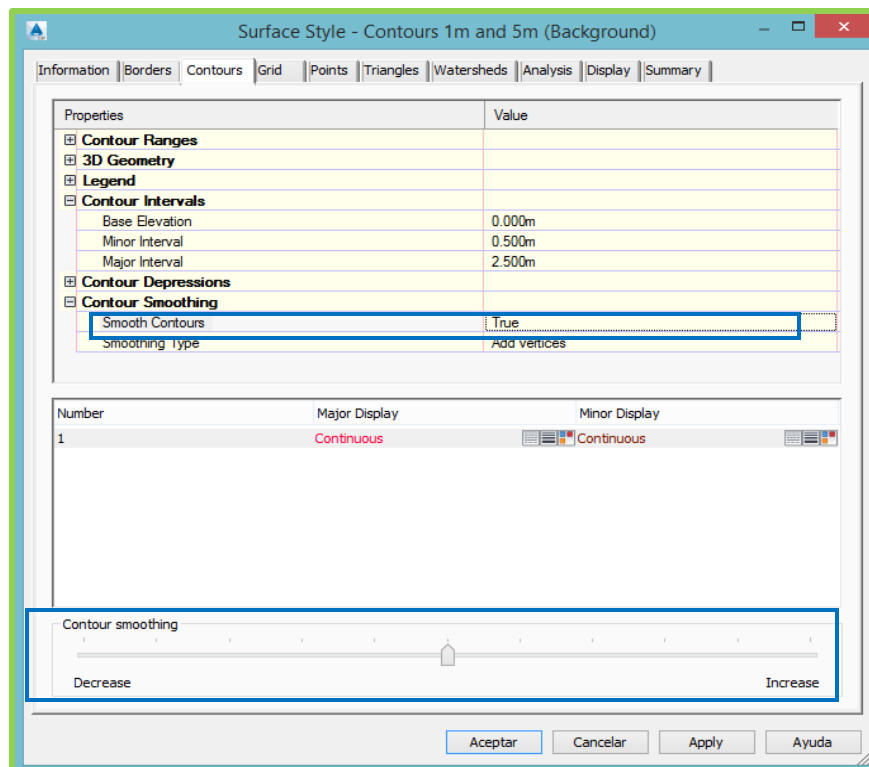 Surface Style - Contours 1m and 5m (Background)
Information Borders Contours Grid Points Triangles Watersheds Analysis Display Summary
Properties Value
Contour Ranges
3D Geometry
Legend
Contour Intervals
Base Elevation 0.000m
Minor Interval 0.500m
Major Interval 2.500m
Contour Depressions
Contour Smoothing
Smooth Contours True
Smoothing Type Add vertices
Number Major Display Minor Display
1 Continuous Continuous
Contour smoothing
Decrease Increase
Aceptar Cancelar Apply Ayuda